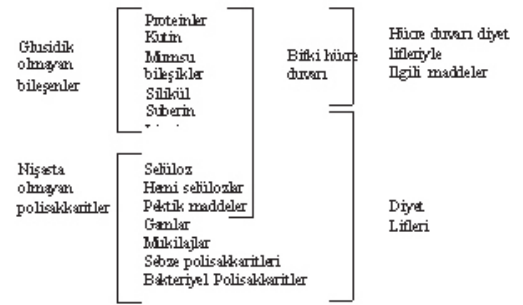 Glusidik
olmayan
bileşenler
Proteinler
Kutin
Mumsu
bileşikler
Silikül
Suberin
Bitki hücre
duvarı
Hücre duvarı diyet
lifleriyle
Ilgili maddeler
Nişasta
olmayan
polisakkaritler
Selüloz
Hemi selülozlar
Pektik maddeler
Gamlar
Mukilajlar
Sebze polisakkaritleri
Bakteriyel Polisakkaritler
Diyet
Lifleri